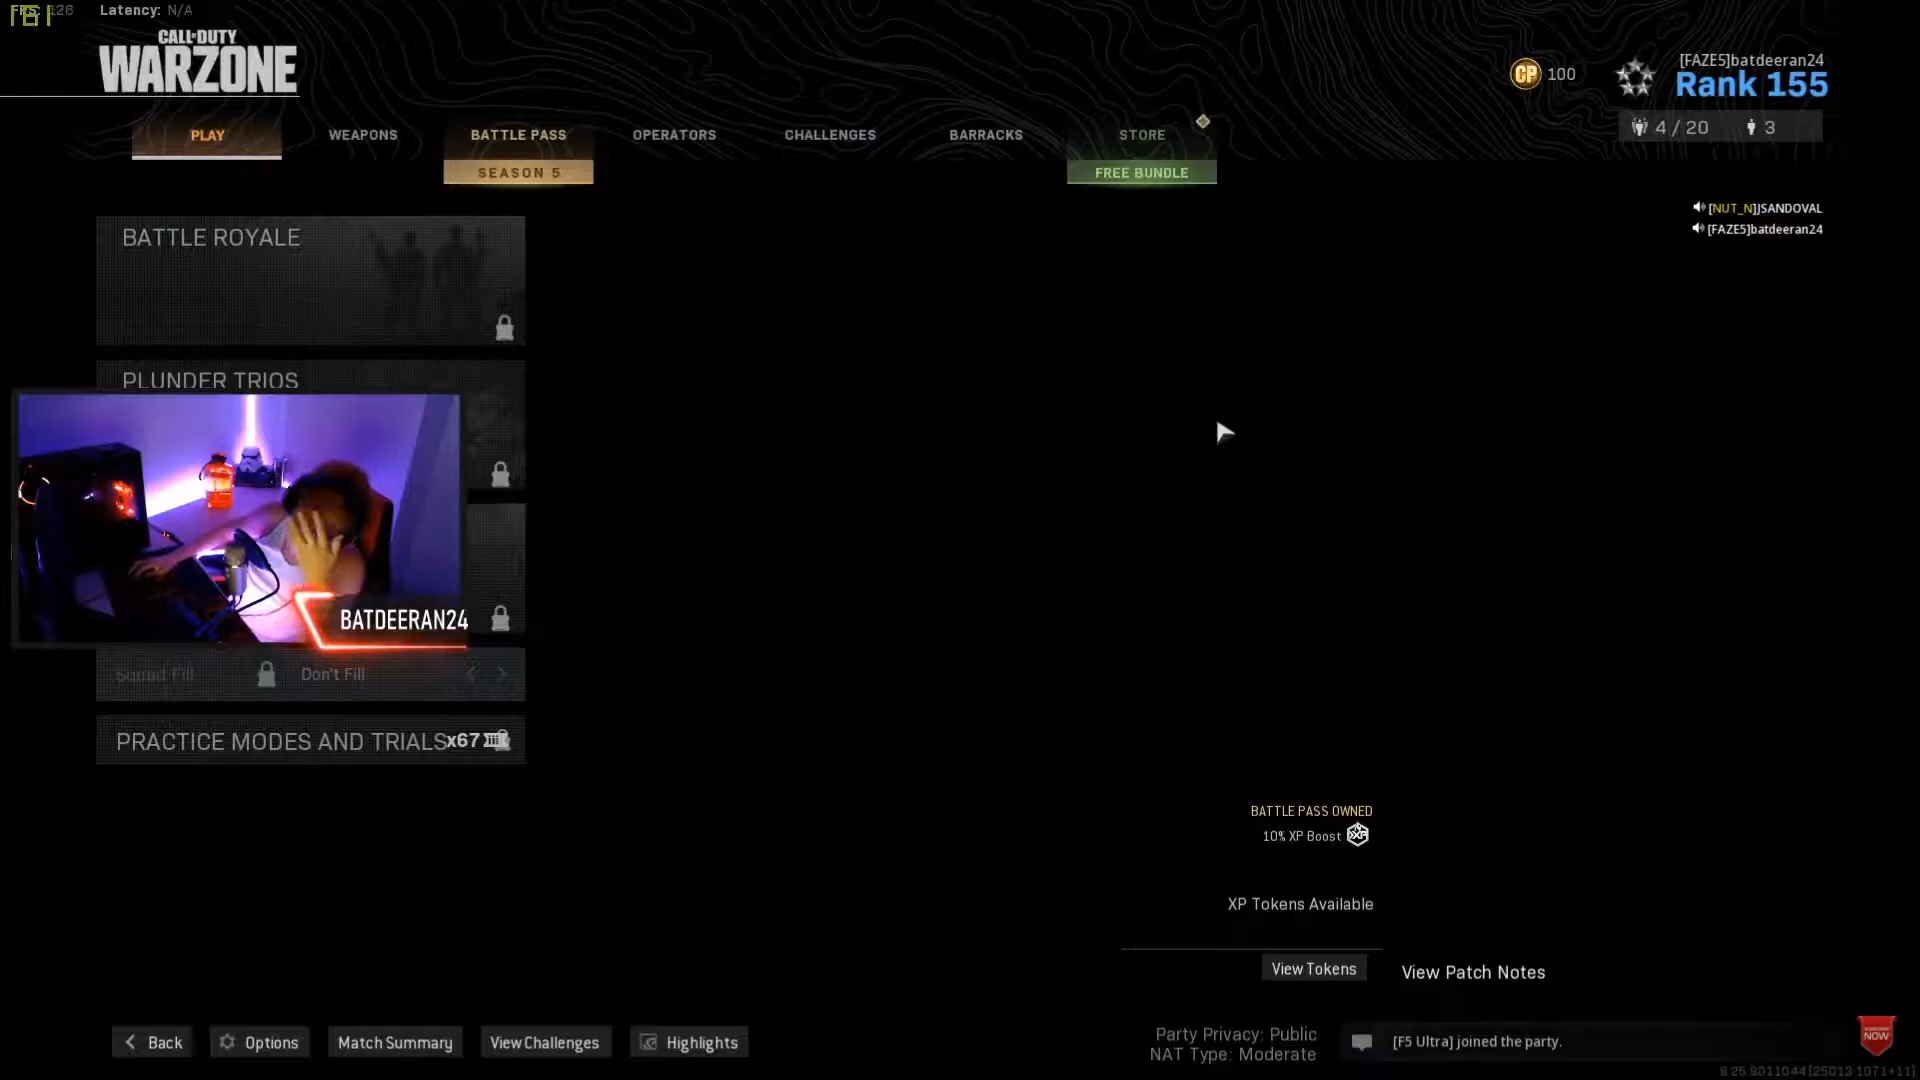 Latency: N/A
CALL OF DUTY
WARZONE
CP 100
[FAZE5]batdeeran24
Rank 155
4 / 20 3
PLAY
WEAPONS
BATTLE PASS
OPERATORS
CHALLENGES
BARRACKS
STORE
SEASON 5
FREE BUNDLE
[NUT_N]JSANDOVAL
[FAZE5]batdeeran24
BATTLE ROYALE
PLUNDER TRIOS
BATDEERAN24
Squad Fill Don't Fill
PRACTICE MODES AND TRIALS x67
BATTLE PASS OWNED
10% XP Boost
XP Tokens Available
View Tokens
View Patch Notes
Back
Options
Match Summary
View Challenges
Highlights
Party Privacy: Public
NAT Type: Moderate
[F5 Ultra] joined the party.
NOW